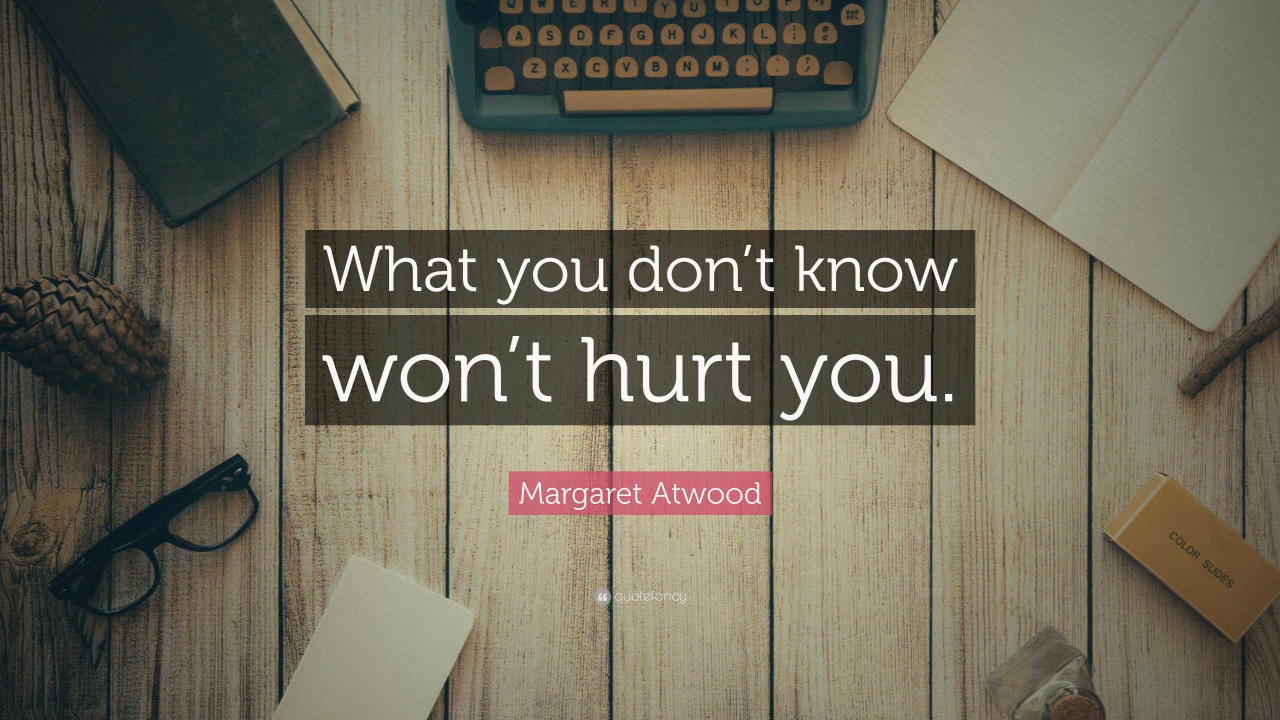 Q W E R T Y U I O P
A S D F G H J K L
Z X C V B N M
What you don’t know
won’t hurt you.
Margaret Atwood
COLOR SLIDES
quotefancy